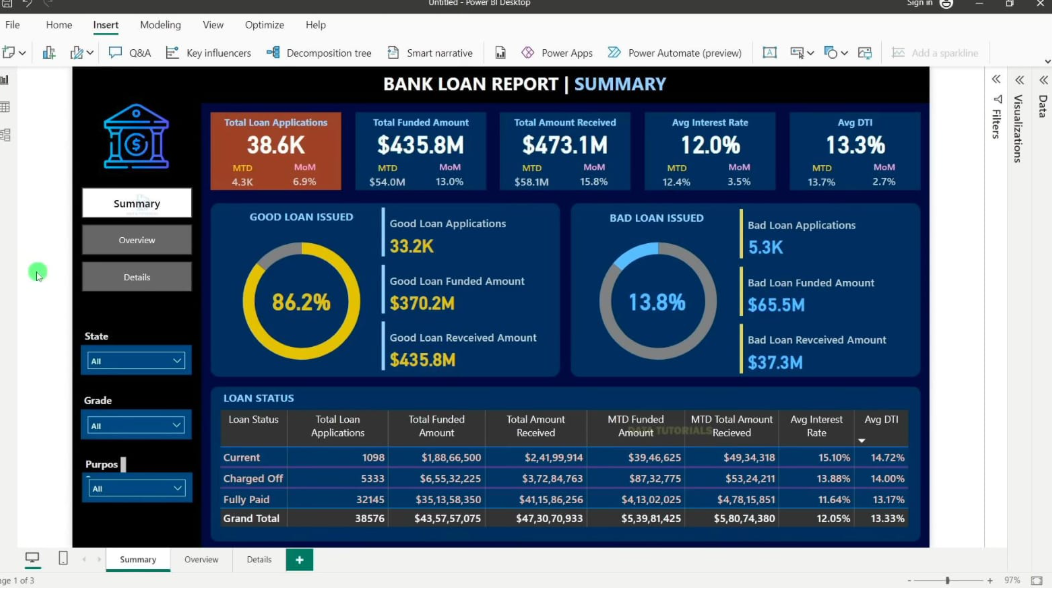 Untitled - Power BI Desktop
Sign in
File Home Insert Modeling View Optimize Help
Q&A Key influencers Decomposition tree Smart narrative Power Apps Power Automate (preview) Add a sparkline
BANK LOAN REPORT | SUMMARY
Total Loan Applications
38.6K
MTD MoM
4.3K 6.9%
Total Funded Amount
$435.8M
MTD MoM
$54.0M 13.0%
Total Amount Received
$473.1M
MTD MoM
$58.1M 15.8%
Avg Interest Rate
12.0%
MTD MoM
12.4% 3.5%
Avg DTI
13.3%
MTD MoM
13.7% 2.7%
Filters
Visualizations
Data
Summary
Overview
Details
State
All
Grade
All
Purpos
All
GOOD LOAN ISSUED
86.2%
Good Loan Applications
33.2K
Good Loan Funded Amount
$370.2M
Good Loan Revceived Amount
$435.8M
BAD LOAN ISSUED
13.8%
Bad Loan Applications
5.3K
Bad Loan Funded Amount
$65.5M
Bad Loan Revceived Amount
$37.3M
LOAN STATUS
Loan Status Total Loan Applications Total Funded Amount Total Amount Received MTD Funded Amount MTD Total Amount Recieved Avg Interest Rate Avg DTI
TUTORIALS
Current 1098 $1,88,66,500 $2,41,99,914 $39,46,625 $49,34,318 15.10% 14.72%
Charged Off 5333 $6,55,32,225 $3,72,84,763 $87,32,775 $53,24,211 13.88% 14.00%
Fully Paid 32145 $35,13,58,350 $41,15,86,256 $4,13,02,025 $4,78,15,851 11.64% 13.17%
Grand Total 38576 $43,57,57,075 $47,30,70,933 $5,39,81,425 $5,80,74,380 12.05% 13.33%
Summary Overview Details +
age 1 of 3
- + 97%